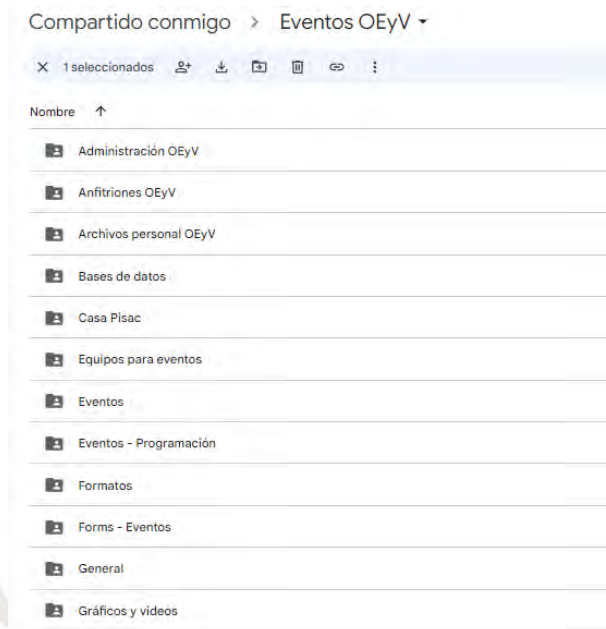 Compartido conmigo > Eventos OEyV
1 seleccionados
Nombre
Administración OEyV
Anfitriones OEyV
Archivos personal OEyV
Bases de datos
Casa Pisac
Equipos para eventos
Eventos
Eventos - Programación
Formatos
Forms - Eventos
General
Gráficos y videos